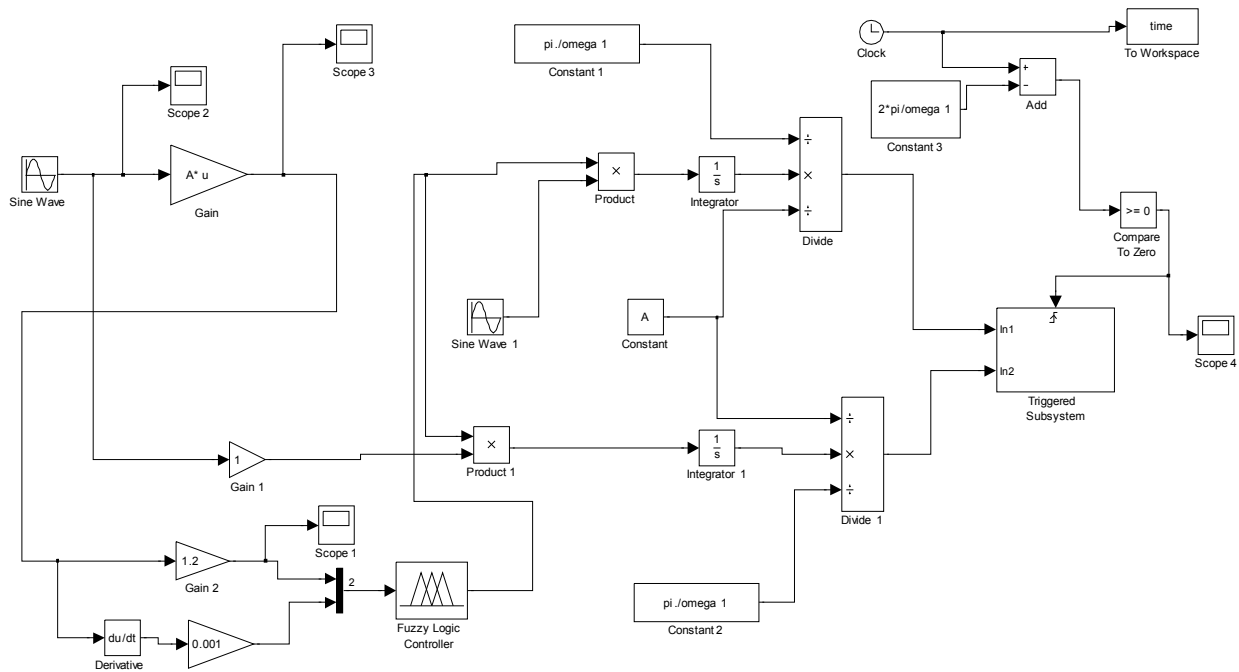 Scope 3
pi./omega 1
Constant 1
Clock
time
To Workspace
Scope 2
+
−
Add
2*pi/omega 1
Constant 3
Sine Wave
A* u
Gain
×
Product
1
s
Integrator
÷
×
÷
Divide
>= 0
Compare
To Zero
Sine Wave 1
A
Constant
In1
In2
Triggered
Subsystem
Scope 4
1
Gain 1
×
Product 1
1
s
Integrator 1
÷
×
÷
Divide 1
Scope 1
1.2
Gain 2
2
Fuzzy Logic
Controller
pi./omega 1
Constant 2
du/dt
Derivative
0.001